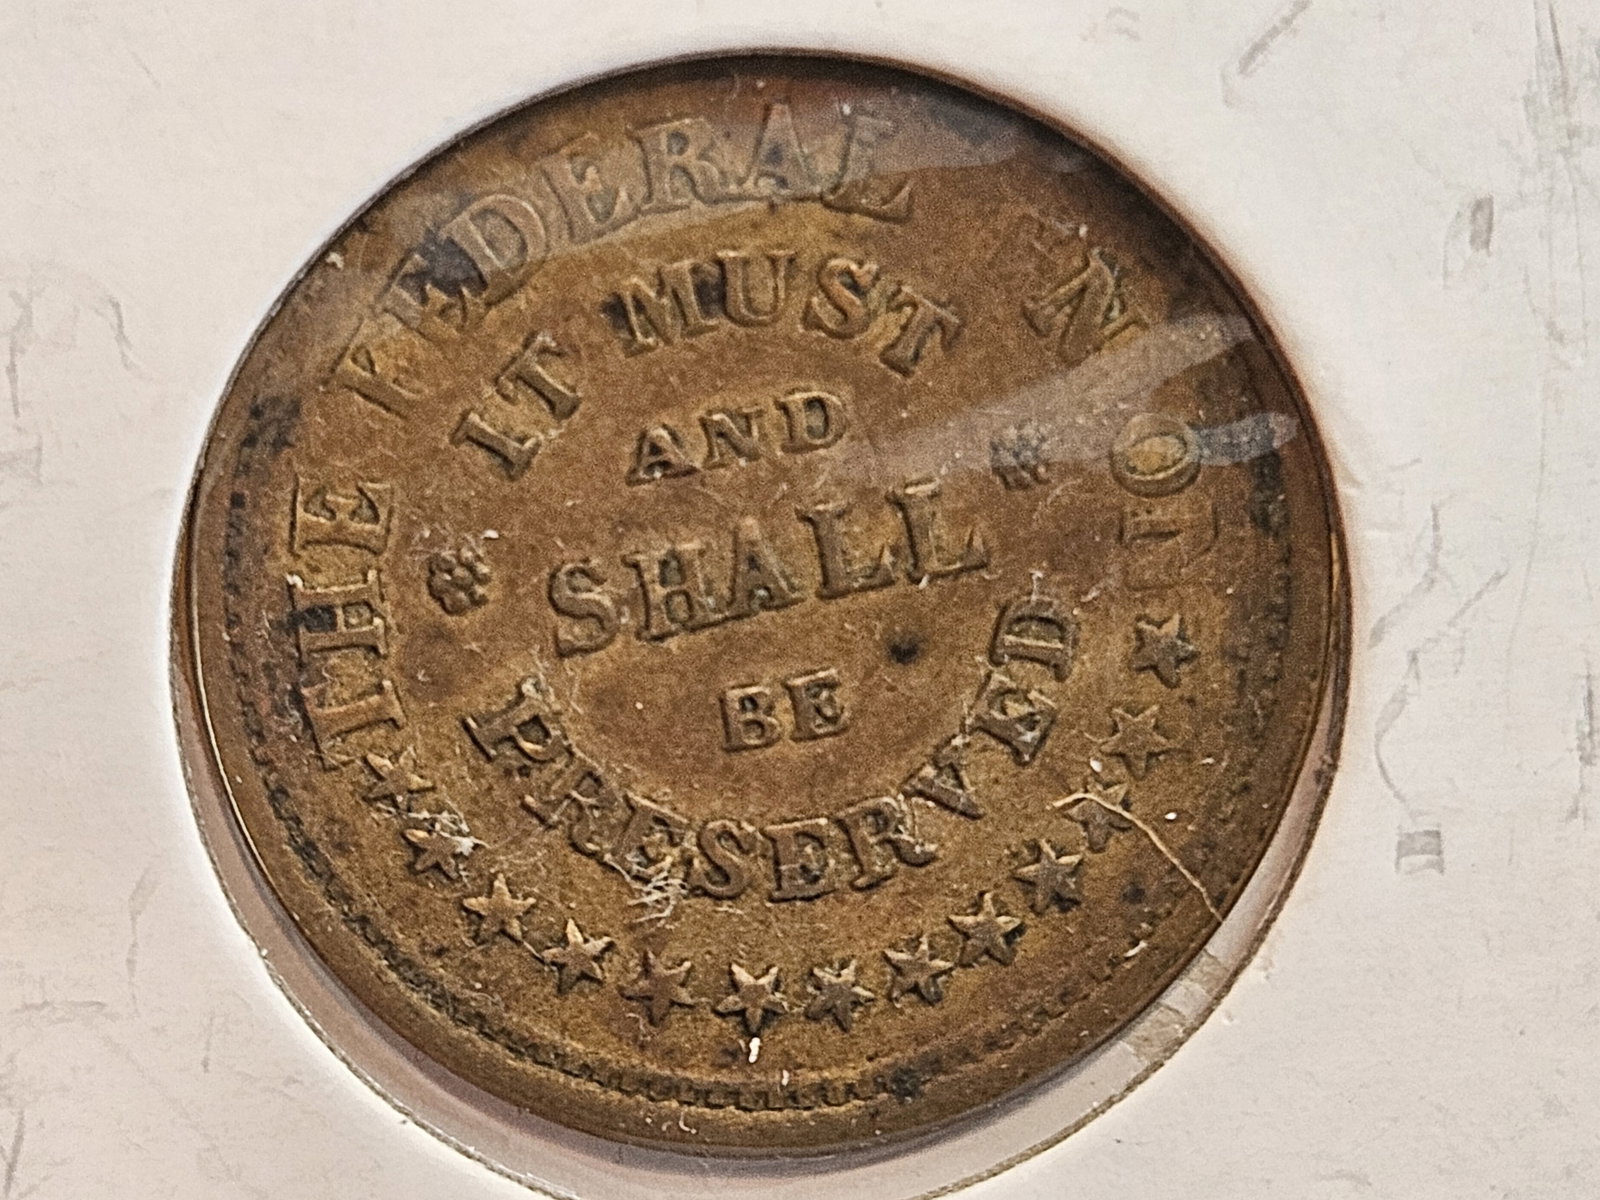 THE FEDERAL UNION
IT MUST
AND
SHALL
BE
PRESERVED